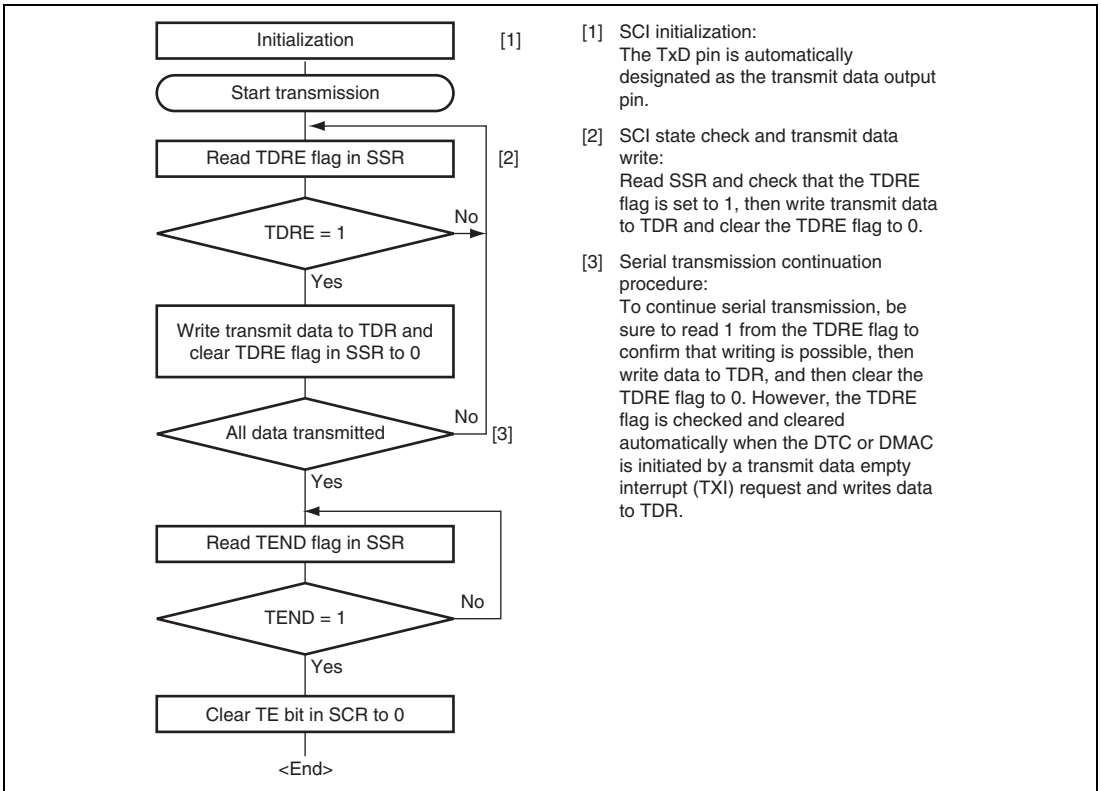 Initialization
[1]
Start transmission
Read TDRE flag in SSR
[2]
TDRE = 1
No
Yes
Write transmit data to TDR and
clear TDRE flag in SSR to 0
All data transmitted
No
[3]
Yes
Read TEND flag in SSR
TEND = 1
No
Yes
Clear TE bit in SCR to 0
<End>
[1] SCI initialization:
The TxD pin is automatically
designated as the transmit data output
pin.
[2] SCI state check and transmit data
write:
Read SSR and check that the TDRE
flag is set to 1, then write transmit data
to TDR and clear the TDRE flag to 0.
[3] Serial transmission continuation
procedure:
To continue serial transmission, be
sure to read 1 from the TDRE flag to
confirm that writing is possible, then
write data to TDR, and then clear the
TDRE flag to 0. However, the TDRE
flag is checked and cleared
automatically when the DTC or DMAC
is initiated by a transmit data empty
interrupt (TXI) request and writes data
to TDR.